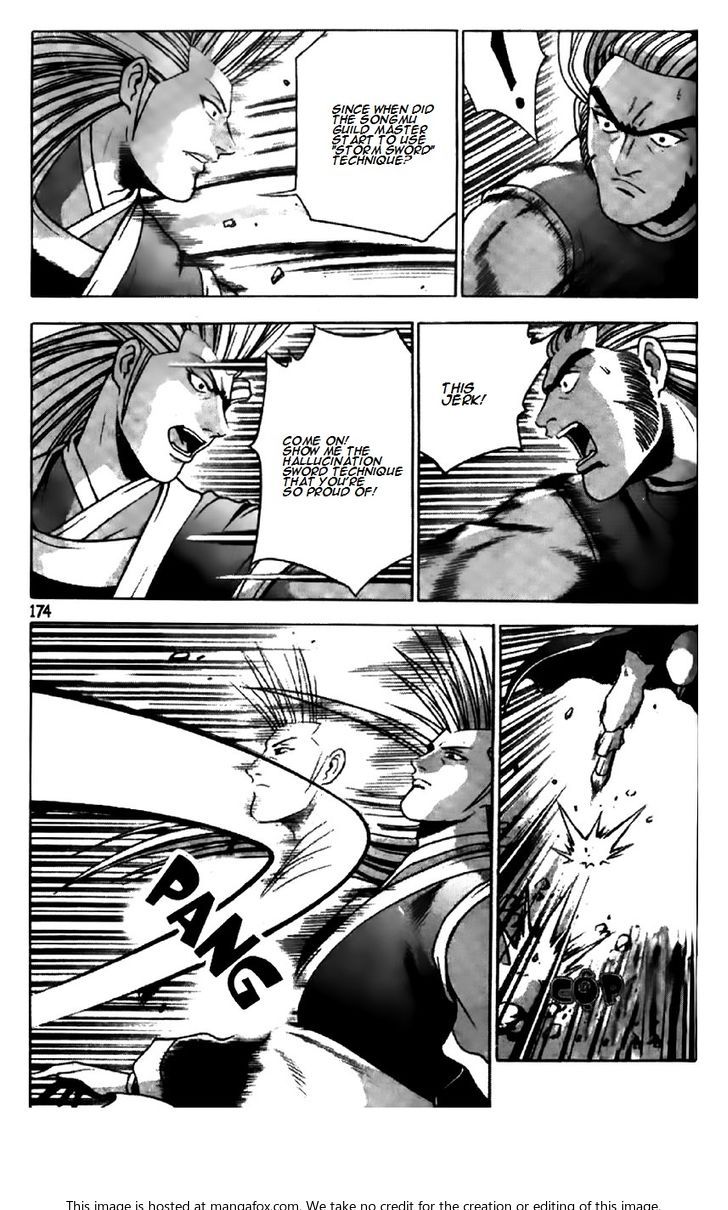 SINCE WHEN DID
THE SONGMU
GUILD MASTER
START TO USE
"STORM SWORD"
TECHNIQUE?
!
COME ON!
SHOW ME THE
HALLUCINATION
SWORD TECHNIQUE
THAT YOU'RE
SO PROUD OF!
THIS
JERK!
174
PANG
This image is hosted at mangafox.com. We take no credit for the creation or editing of this image.